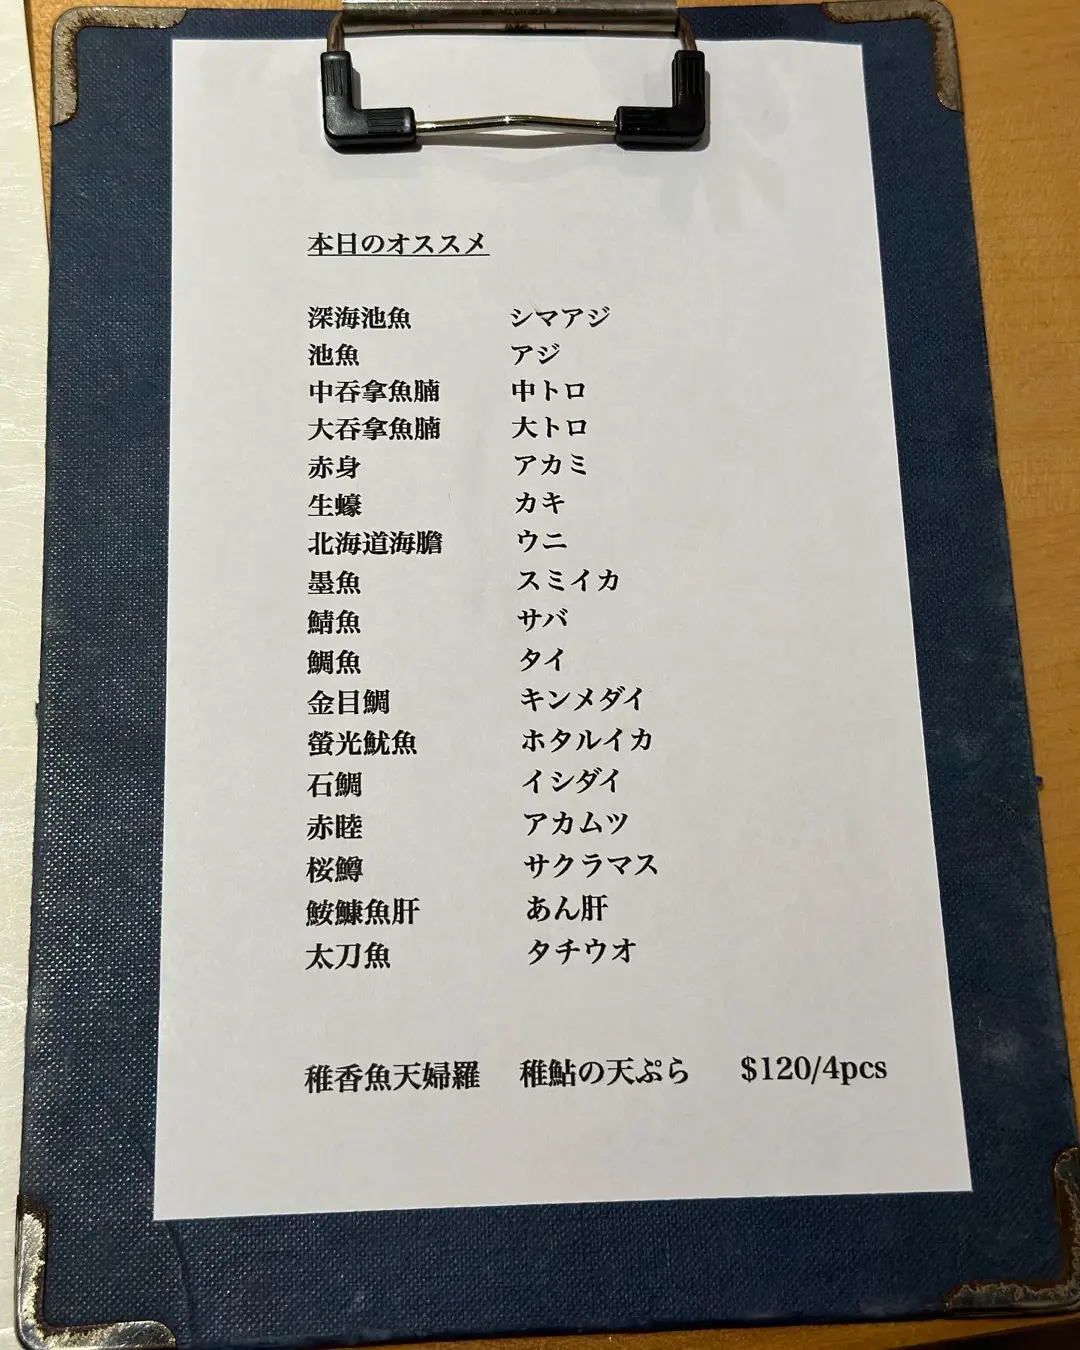 本日のオススメ
深海池魚 シマアジ
池魚 アジ
中吞拿魚腩 中トロ
大吞拿魚腩 大トロ
赤身 アカミ
生蠔 カキ
北海道海膽 ウニ
墨魚 スミイカ
鯖魚 サバ
鯛魚 タイ
金目鯛 キンメダイ
螢光魷魚 ホタルイカ
石鯛 イシダイ
赤睦 アカムツ
桜鱒 サクラマス
鮟鱇魚肝 あん肝
太刀魚 タチウオ
稚香魚天婦羅 稚鮎の天ぷら $120/4pcs